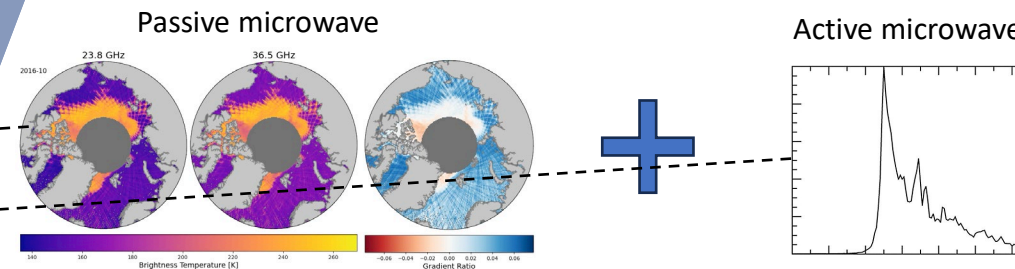 Passive microwave
Active microwave
23.8 GHz
36.5 GHz
2016-10
140 160 180 200 220 240 260
Brightness Temperature [K]
−0.06 −0.04 −0.02 0.00 0.02 0.04 0.06
Gradient Ratio